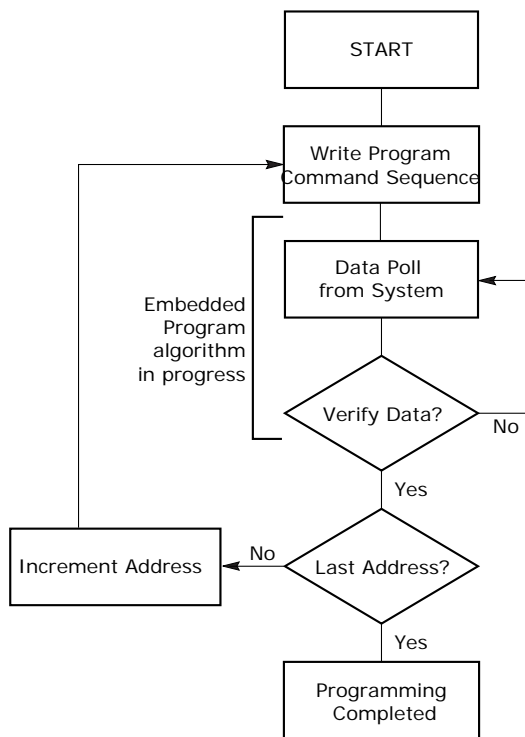 START
Write Program
Command Sequence
Data Poll
from System
Embedded
Program
algorithm
in progress
Verify Data?
No
Yes
No
Increment Address
Last Address?
Yes
Programming
Completed